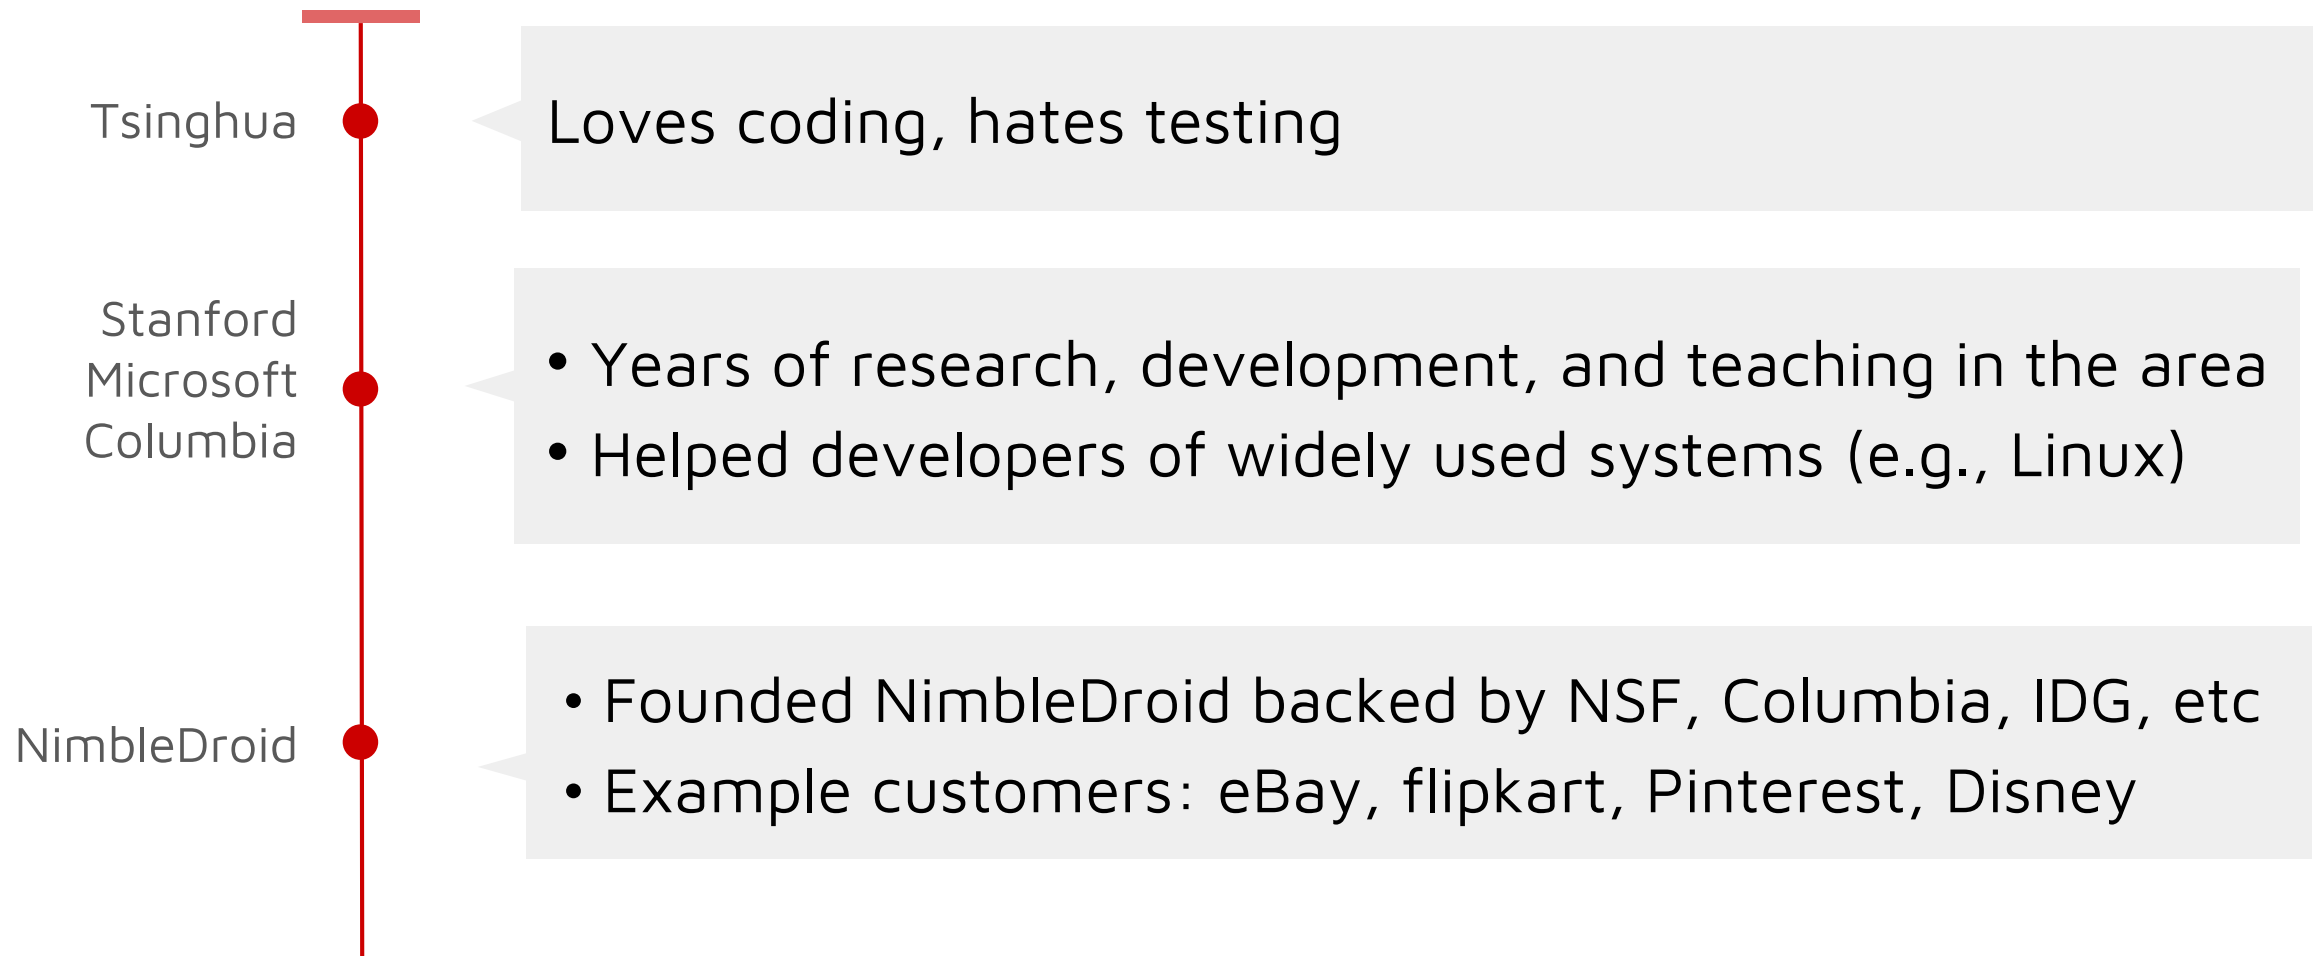 Tsinghua
Loves coding, hates testing
Stanford
Microsoft
Columbia
• Years of research, development, and teaching in the area
• Helped developers of widely used systems (e.g., Linux)
NimbleDroid
• Founded NimbleDroid backed by NSF, Columbia, IDG, etc
• Example customers: eBay, flipkart, Pinterest, Disney